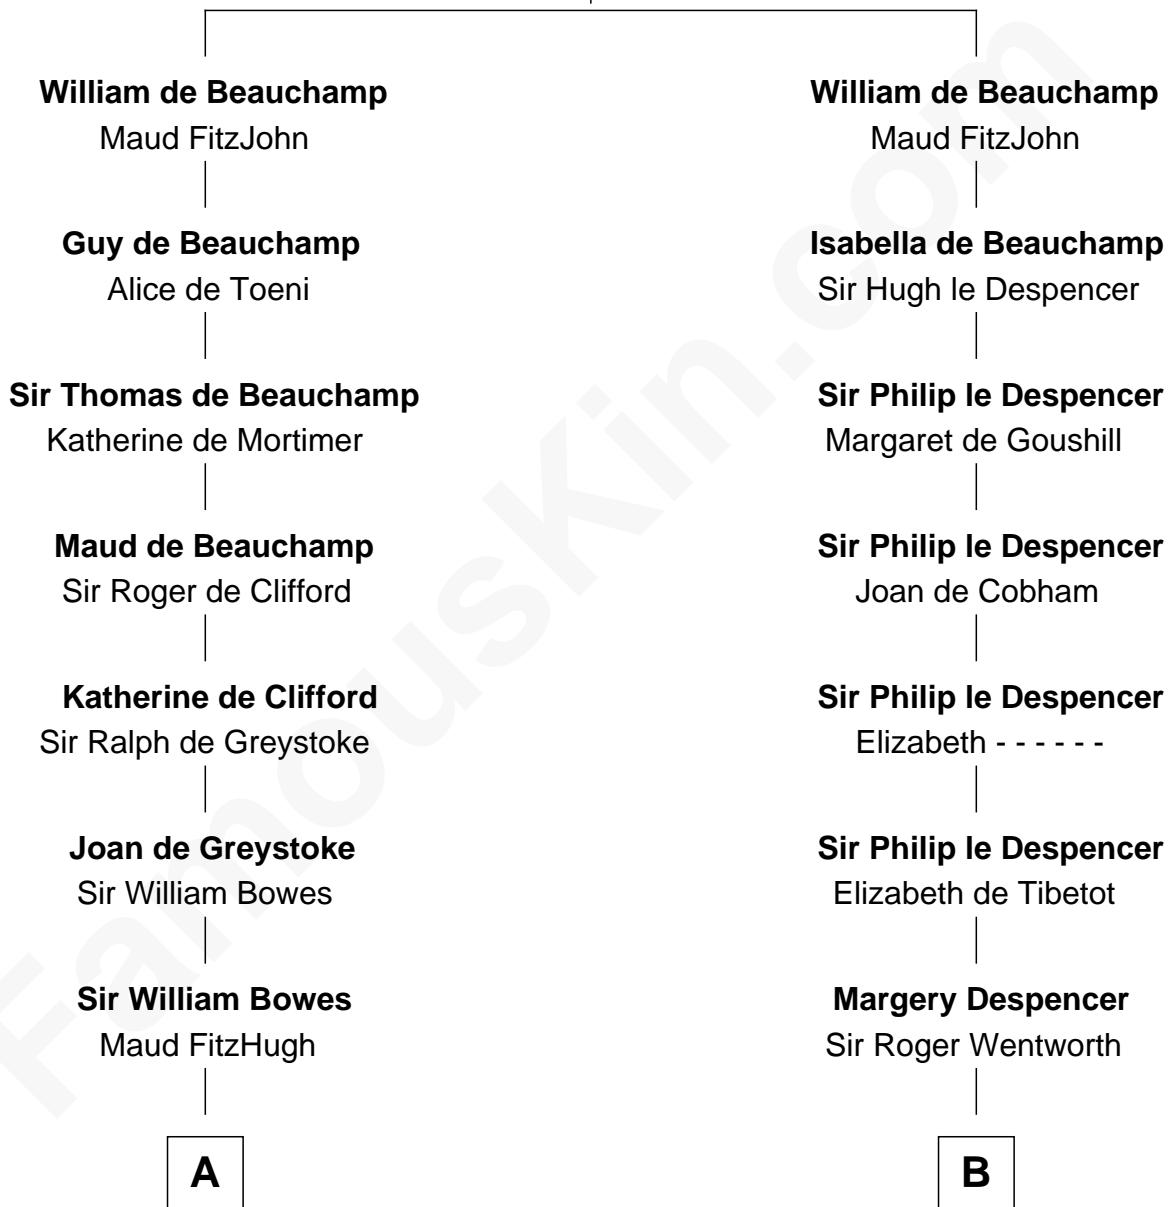 William de Beauchamp
Maud FitzJohn
Guy de Beauchamp
Alice de Toeni
Sir Thomas de Beauchamp
Katherine de Mortimer
Maud de Beauchamp
Sir Roger de Clifford
Katherine de Clifford
Sir Ralph de Greystoke
Joan de Greystoke
Sir William Bowes
Sir William Bowes
Maud FitzHugh
A
William de Beauchamp
Maud FitzJohn
Isabella de Beauchamp
Sir Hugh le Despencer
Sir Philip le Despencer
Margaret de Goushill
Sir Philip le Despencer
Joan de Cobham
Sir Philip le Despencer
Elizabeth - - - - - -
Sir Philip le Despencer
Elizabeth de Tibetot
Margery Despencer
Sir Roger Wentworth
B
FamousKin.com